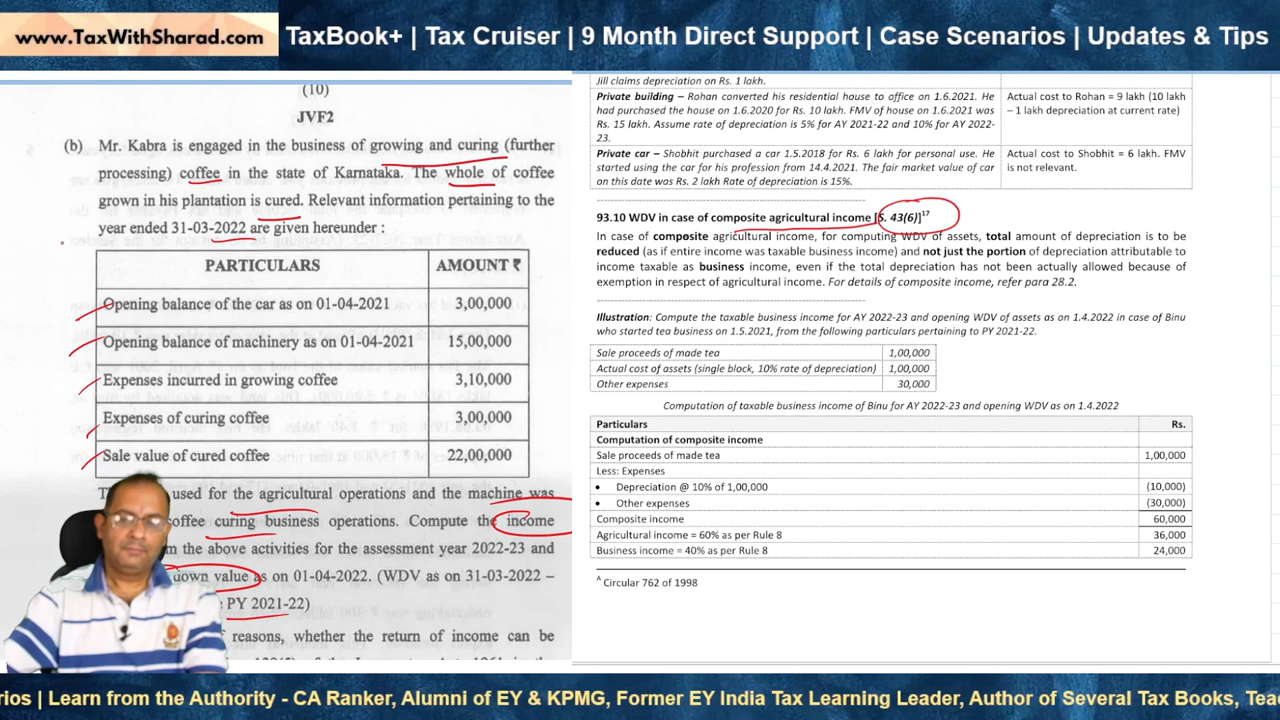 www.TaxWithSharad.com
TaxBook+ | Tax Cruiser | 9 Month Direct Support | Case Scenarios | Updates & Tips
(10)
JVF2
(b) Mr. Kabra is engaged in the business of growing and curing (further
processing) coffee in the state of Karnataka. The whole of coffee
grown in his plantation is cured. Relevant information pertaining to the
year ended 31-03-2022 are given hereunder :
PARTICULARS AMOUNT ₹
Opening balance of the car as on 01-04-2021 3,00,000
Opening balance of machinery as on 01-04-2021 15,00,000
Expenses incurred in growing coffee 3,10,000
Expenses of curing coffee 3,00,000
Sale value of cured coffee 22,00,000
used for the agricultural operations and the machine was
coffee curing business operations. Compute the income
the above activities for the assessment year 2022-23 and
down value as on 01-04-2022. (WDV as on 31-03-2022 –
PY 2021-22)
reasons, whether the return of income can be
Jill claims depreciation on Rs. 1 lakh.
Private building – Rohan converted his residential house to office on 1.6.2021. He
had purchased the house on 1.6.2020 for Rs. 10 lakh. FMV of house on 1.6.2021 was
Rs. 15 lakh. Assume rate of depreciation is 5% for AY 2021-22 and 10% for AY 2022-
23.
Actual cost to Rohan = 9 lakh (10 lakh
– 1 lakh depreciation at current rate)
Private car – Shobhit purchased a car 1.5.2018 for Rs. 6 lakh for personal use. He
started using the car for his profession from 14.4.2021. The fair market value of car
on this date was Rs. 2 lakh Rate of depreciation is 15%.
Actual cost to Shobhit = 6 lakh. FMV
is not relevant.
93.10 WDV in case of composite agricultural income [S. 43(6)]17
In case of composite agricultural income, for computing WDV of assets, total amount of depreciation is to be
reduced (as if entire income was taxable business income) and not just the portion of depreciation attributable to
income taxable as business income, even if the total depreciation has not been actually allowed because of
exemption in respect of agricultural income. For details of composite income, refer para 28.2.
Illustration: Compute the taxable business income for AY 2022-23 and opening WDV of assets as on 1.4.2022 in case of Binu
who started tea business on 1.5.2021, from the following particulars pertaining to PY 2021-22.
Sale proceeds of made tea 1,00,000
Actual cost of assets (single block, 10% rate of depreciation) 1,00,000
Other expenses 30,000
Computation of taxable business income of Binu for AY 2022-23 and opening WDV as on 1.4.2022
Particulars Rs.
Computation of composite income
Sale proceeds of made tea 1,00,000
Less: Expenses
• Depreciation @ 10% of 1,00,000 (10,000)
• Other expenses (30,000)
Composite income 60,000
Agricultural income = 60% as per Rule 8 36,000
Business income = 40% as per Rule 8 24,000
A Circular 762 of 1998
rios | Learn from the Authority - CA Ranker, Alumni of EY & KPMG, Former EY India Tax Learning Leader, Author of Several Tax Books, Tea